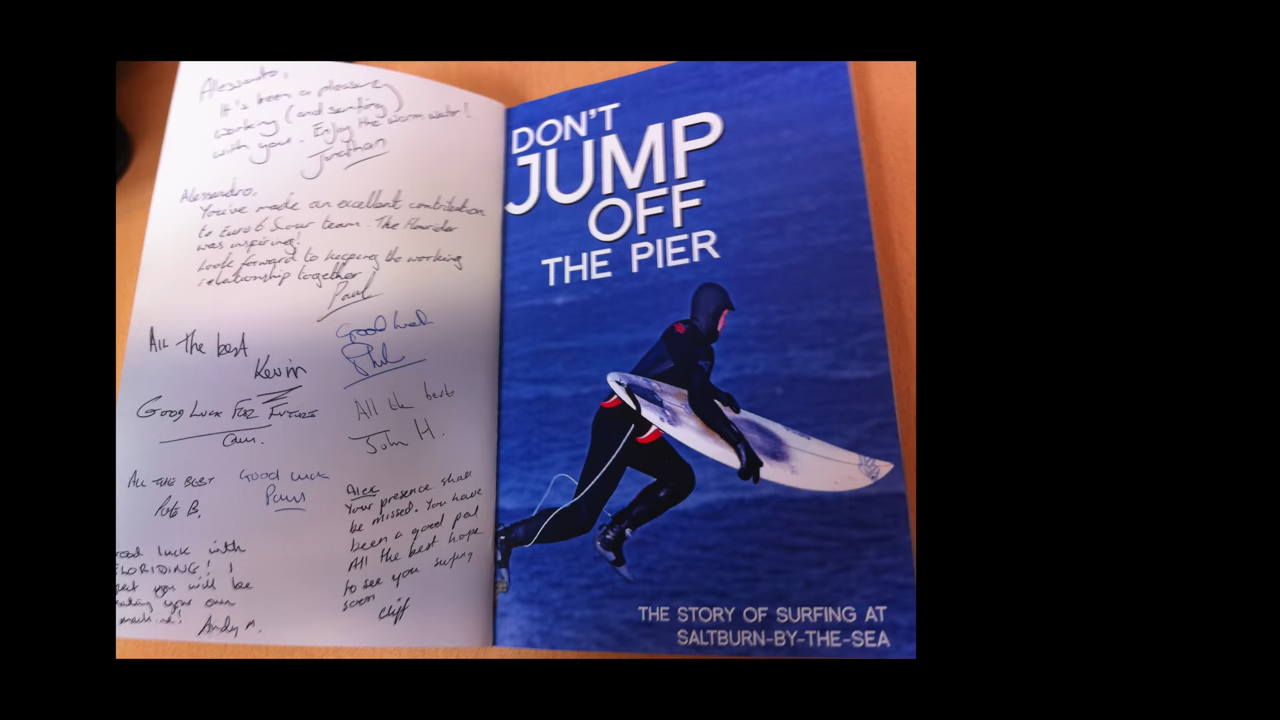 Alessandro,
It's been a pleasure
working (and surfing)
with you. Enjoy the warm water!
Jonathan
Alessandro,
You've made an excellent contribution
to Euro 6 Scur team. The Flowrider
was inspiring!
Look forward to keeping the working
relationship together
Paul
All the best
Kevin
Good luck
Phil
GOOD LUCK FOR FUTURE
All the best
John H.
ALL THE BEST
Pete B.
Good luck
Paul
Alex
Your presence shall
be missed. You have
been a good pal
All the best hope
to see you surfing
soon
Cliff
good luck with
FLORIDING! I
you will be
your own
Andy M.
DON'T
JUMP
OFF
THE PIER
THE STORY OF SURFING AT
SALTBURN-BY-THE-SEA